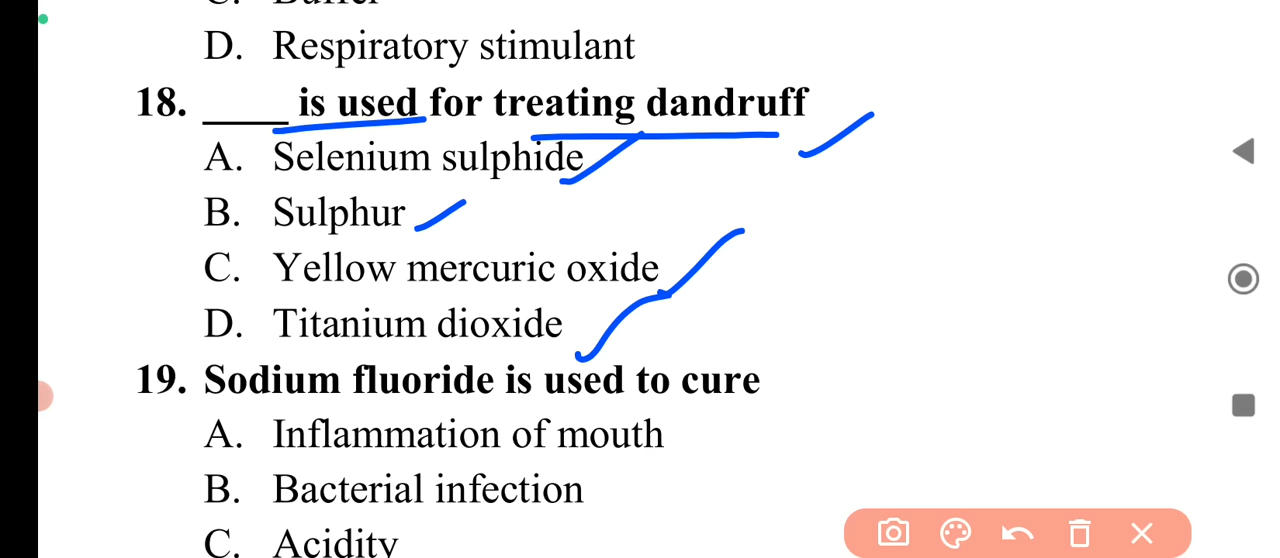 D. Respiratory stimulant
18. ____ is used for treating dandruff
A. Selenium sulphide
B. Sulphur
C. Yellow mercuric oxide
D. Titanium dioxide
19. Sodium fluoride is used to cure
A. Inflammation of mouth
B. Bacterial infection
C. Acidity